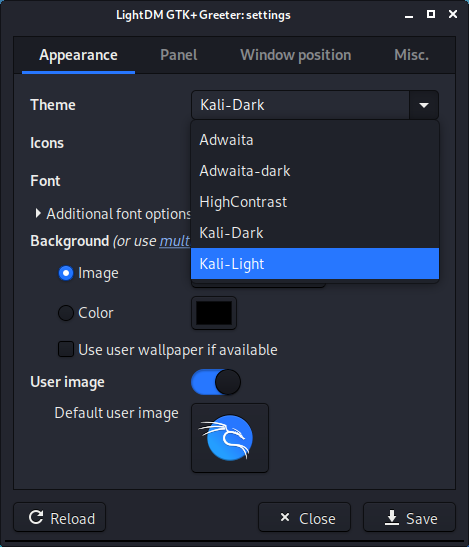 LightDM GTK+ Greeter: settings
Appearance Panel Window position Misc.
Theme Kali-Dark
Adwaita
Icons
Adwaita-dark
Font
HighContrast
Additional font options
Kali-Dark
Background (or use mult
Kali-Light
Image
Color
Use user wallpaper if available
User image
Default user image
Reload Close Save